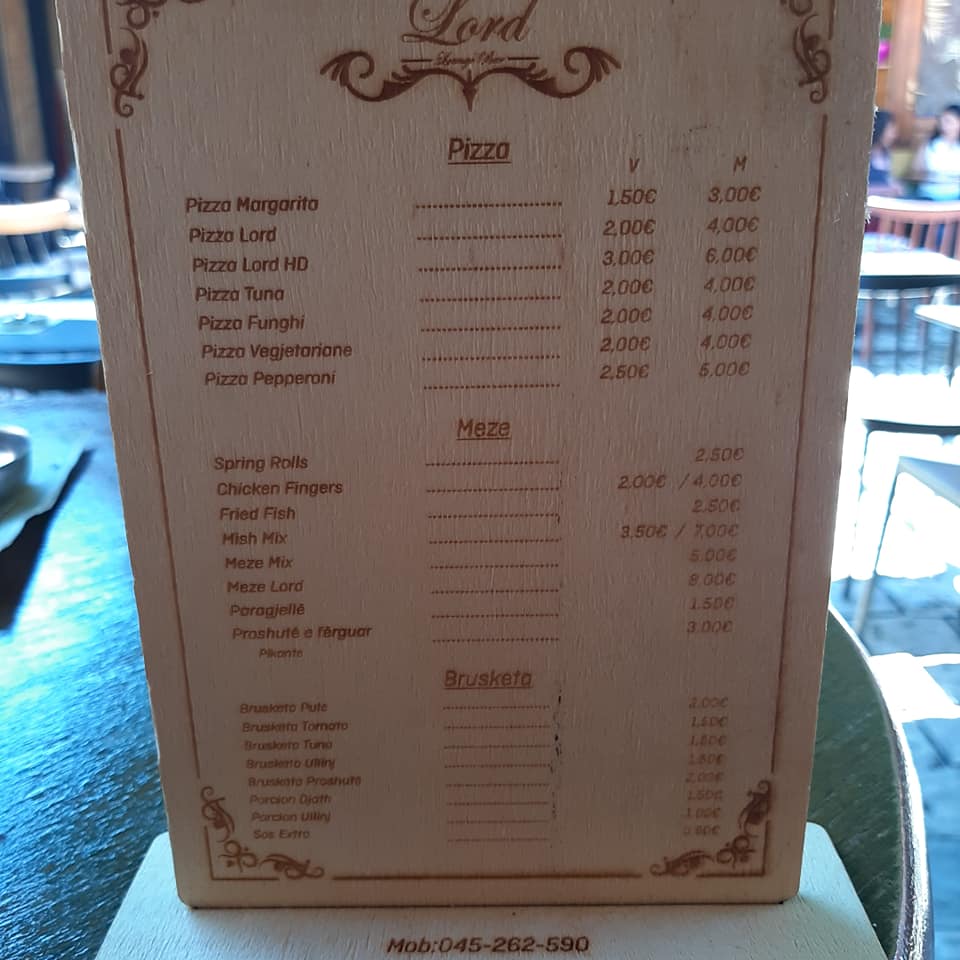 Lord
Lounge Bar
Pizza
V M
Pizza Margarita 1,50€ 3,00€
Pizza Lord 2,00€ 4,00€
Pizza Lord HD 3,00€ 6,00€
Pizza Tuna 2,00€ 4,00€
Pizza Funghi 2,00€ 4,00€
Pizza Vegjetariane 2,00€ 4,00€
Pizza Pepperoni 2,50€ 5,00€
Meze
Spring Rolls 2,50€
Chicken Fingers 2,00€ / 4,00€
Fried Fish 2,50€
Mish Mix 3,50€ / 7,00€
Meze Mix 5,00€
Meze Lord 8,00€
Paragjellë 1,50€
Proshutë e fërguar 3,00€
Pikante
Brusketa
Brusketa Pule 2,00€
Brusketa Tomato 1,50€
Brusketa Tuna
Brusketa Ullinj
Brusketa Proshutë 2,00€
Porcion Djath 1,50€
Porcion Ullinj 1,00€
Sos Extra
Mob:045-262-590